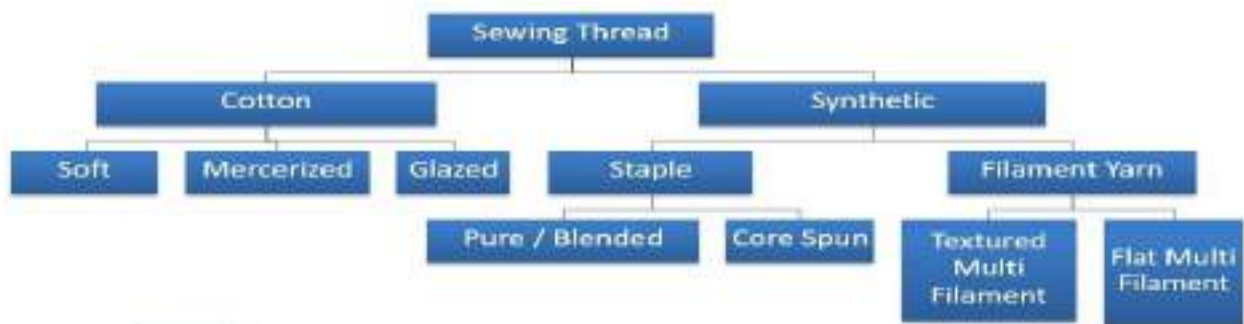 Sewing Thread
Cotton
Synthetic
Soft
Mercerized
Glazed
Staple
Filament Yarn
Pure / Blended
Core Spun
Textured
Multi
Filament
Flat Multi
Filament